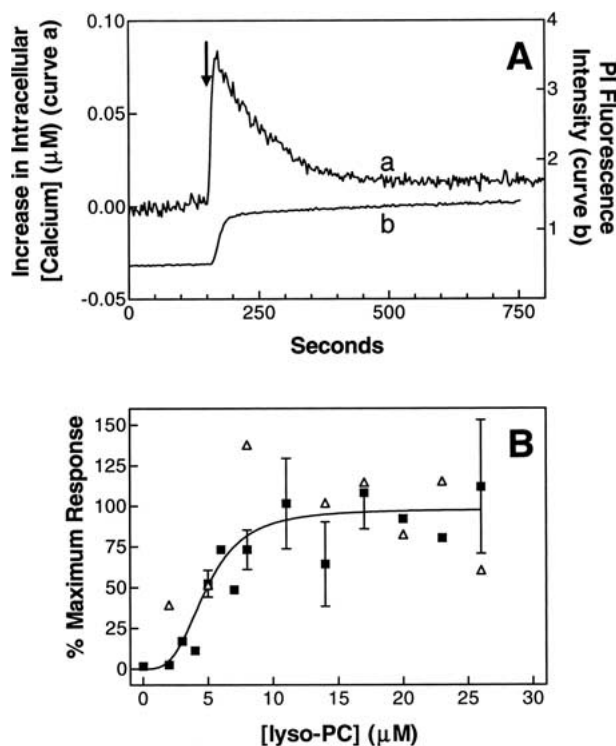 A
Increase in Intracellular
[Calcium] (μM) (curve a)
0.10
0.05
0.00
-0.05
4
3
2
1
PI Fluorescence
Intensity (curve b)
a
b
0 250 500 750
Seconds
B
% Maximum Response
150
125
100
75
50
25
0
0 5 10 15 20 25 30
[lyso-PC] (μM)